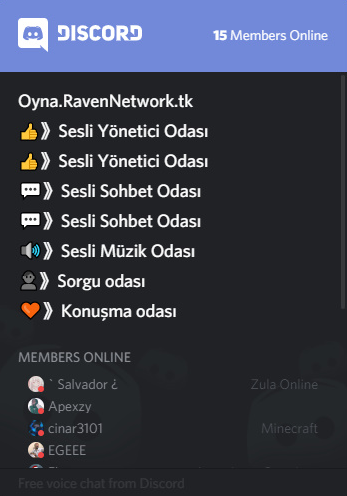 DISCORD
15 Members Online
Oyna.RavenNetwork.tk
》 Sesli Yönetici Odası
》 Sesli Yönetici Odası
》 Sesli Sohbet Odası
》 Sesli Sohbet Odası
》 Sesli Müzik Odası
》 Sorgu odası
》 Konuşma odası
MEMBERS ONLINE
` Salvador ¿ Zula Online
Apexzy
cinar3101 Minecraft
EGEEE
Free voice chat from Discord